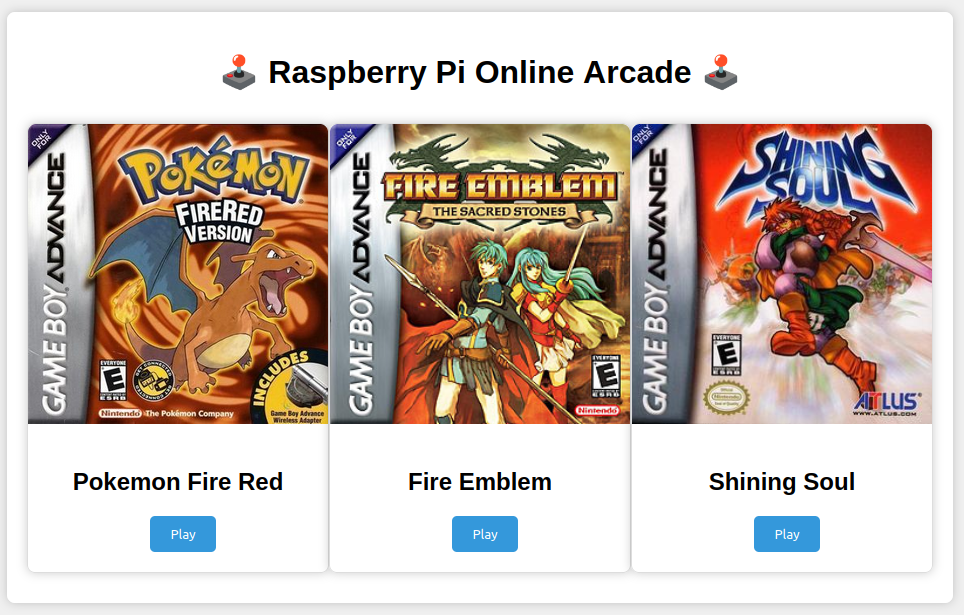 🕹️ Raspberry Pi Online Arcade 🕹️
ONLY FOR
GAME BOY ADVANCE
POKéMON
FIRERED
VERSION
EVERYONE
E
ESRB
INCLUDES
Game Boy Advance
Wireless Adapter
Nintendo The Pokémon Company
ONLY FOR
GAME BOY ADVANCE
FIRE EMBLEM
THE SACRED STONES
EVERYONE
E
ESRB
Nintendo
ONLY FOR
GAME BOY ADVANCE
SHINING
SOUL
EVERYONE
E
ESRB
Nintendo
ATLUS
WWW.ATLUS.COM
Pokemon Fire Red
Fire Emblem
Shining Soul
Play
Play
Play